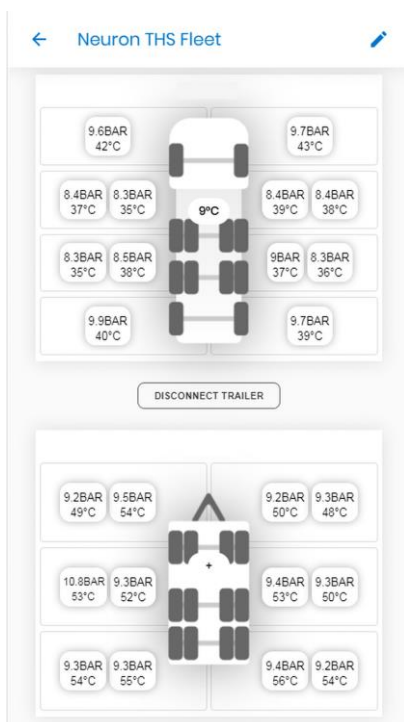 Neuron THS Fleet
9.6BAR 9.7BAR
42°C 43°C
8.4BAR 8.3BAR 8.4BAR 8.4BAR
37°C 35°C 39°C 38°C
9°C
8.3BAR 8.5BAR 9BAR 8.3BAR
35°C 38°C 37°C 36°C
9.9BAR 9.7BAR
40°C 39°C
DISCONNECT TRAILER
9.2BAR 9.5BAR 9.2BAR 9.3BAR
49°C 54°C 50°C 48°C
+
10.8BAR 9.3BAR 9.4BAR 9.3BAR
53°C 52°C 53°C 50°C
9.3BAR 9.3BAR 9.4BAR 9.2BAR
54°C 55°C 56°C 54°C